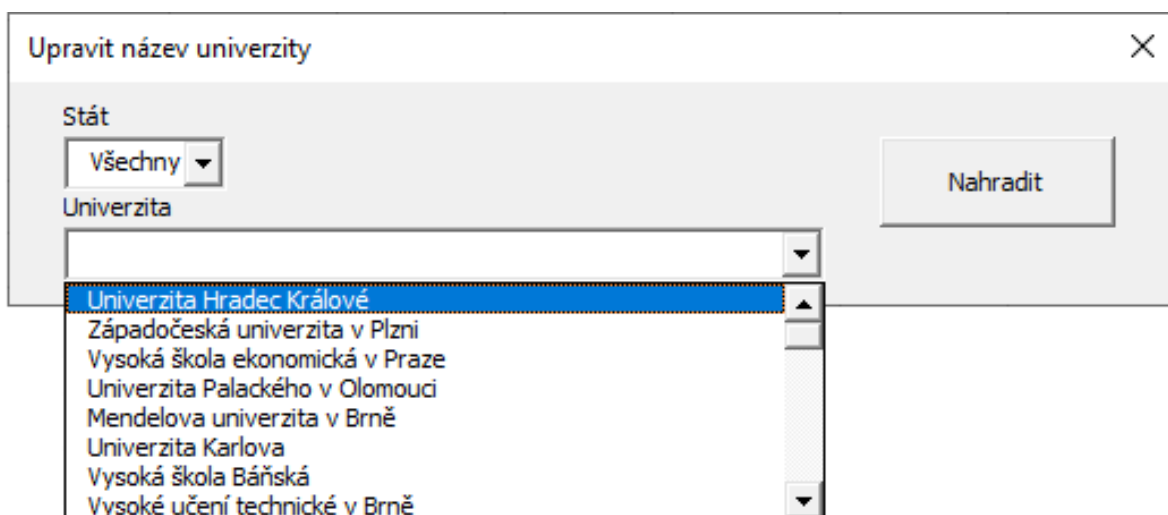 Upravit název univerzity
Stát
Všechny
Nahradit
Univerzita
Univerzita Hradec Králové
Západočeská univerzita v Plzni
Vysoká škola ekonomická v Praze
Univerzita Palackého v Olomouci
Mendelova univerzita v Brně
Univerzita Karlova
Vysoká škola Báňská
Vysoké učení technické v Brně